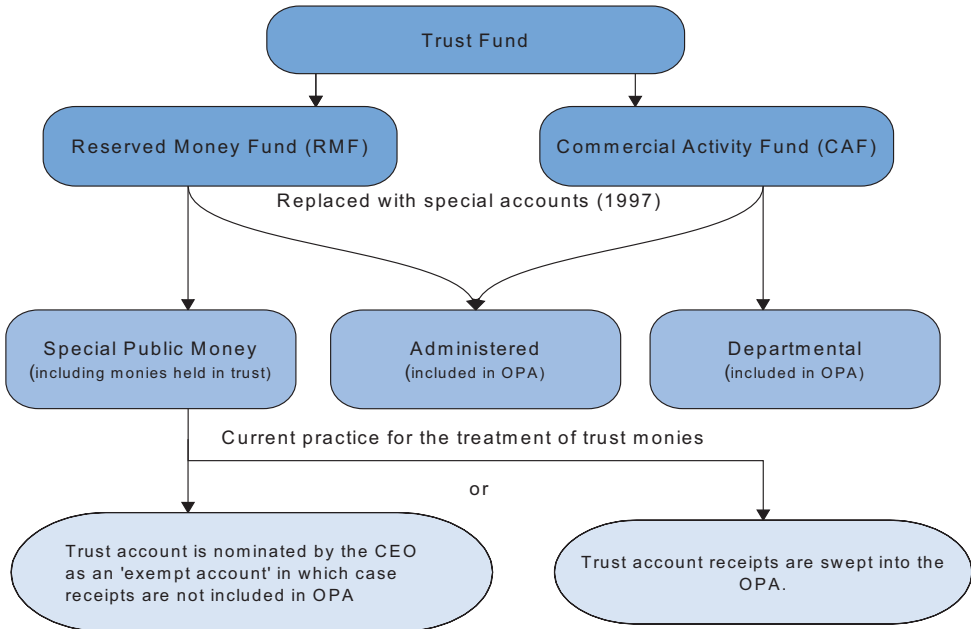 Trust Fund
Reserved Money Fund (RMF)
Commercial Activity Fund (CAF)
Replaced with special accounts (1997)
Special Public Money
(including monies held in trust)
Administered
(included in OPA)
Departmental
(included in OPA)
Current practice for the treatment of trust monies
or
Trust account is nominated by the CEO
as an 'exempt account' in which case
receipts are not included in OPA
Trust account receipts are swept into the
OPA.